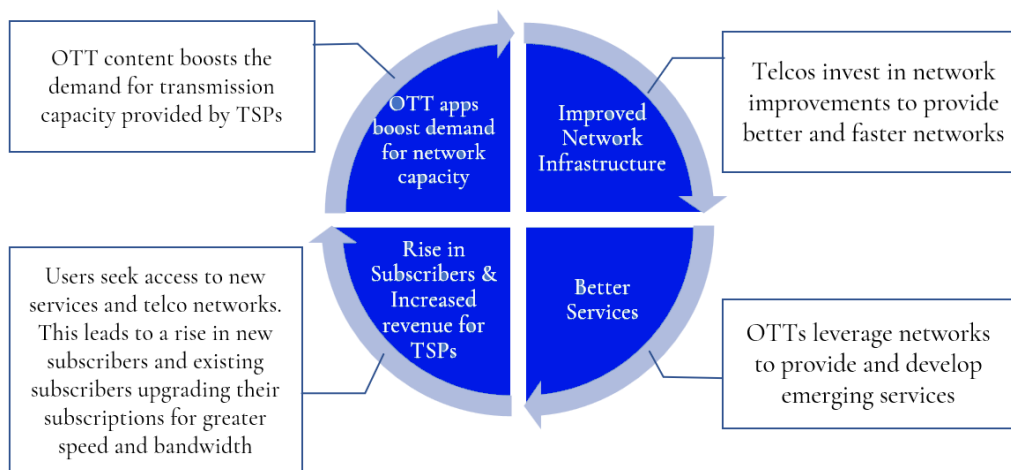 OTT content boosts the
demand for transmission
capacity provided by TSPs
OTT apps
boost demand
for network
capacity
Improved
Network
Infrastructure
Telcos invest in network
improvements to provide
better and faster networks
Users seek access to new
services and telco networks.
This leads to a rise in new
subscribers and existing
subscribers upgrading their
subscriptions for greater
speed and bandwidth
Rise in
Subscribers &
Increased
revenue for
TSPs
Better
Services
OTTs leverage networks
to provide and develop
emerging services